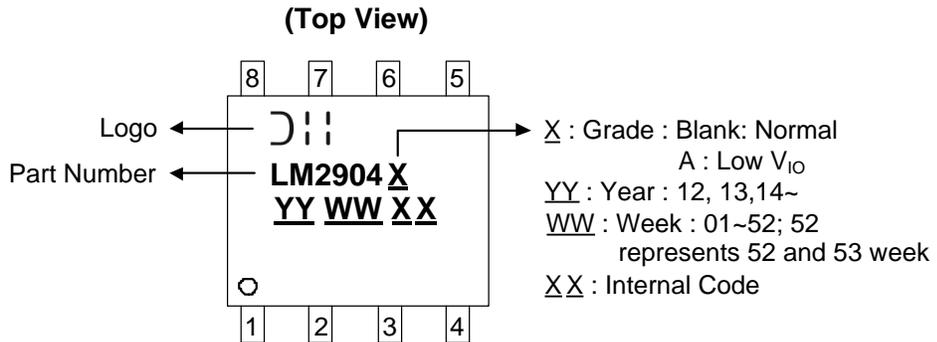 (Top View)
8 7 6 5
Logo
Part Number
LM2904 X
YY WW X X
X : Grade : Blank: Normal
A : Low VIO
YY : Year : 12, 13,14~
WW : Week : 01~52; 52
represents 52 and 53 week
X X : Internal Code
1 2 3 4